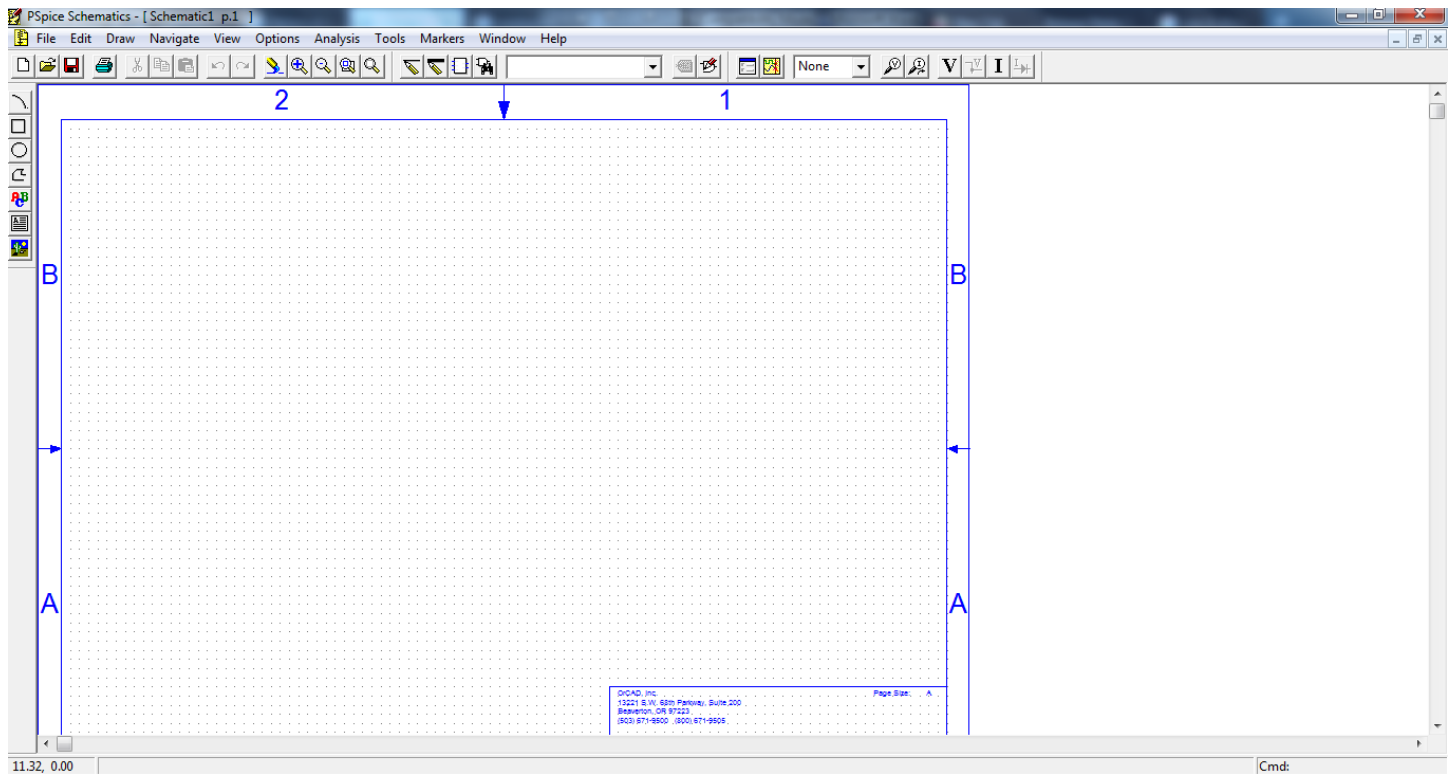 PSpice Schematics - [ Schematic1 p.1 ]
File Edit Draw Navigate View Options Analysis Tools Markers Window Help
None V V I I
2 1
ABC
B B
A A
OrCAD, Inc. Page Size: A
13221 S.W. 68th Parkway, Suite 200
Beaverton, OR 97223
(503) 671-9500 (800) 671-9505
11.32, 0.00 Cmd: